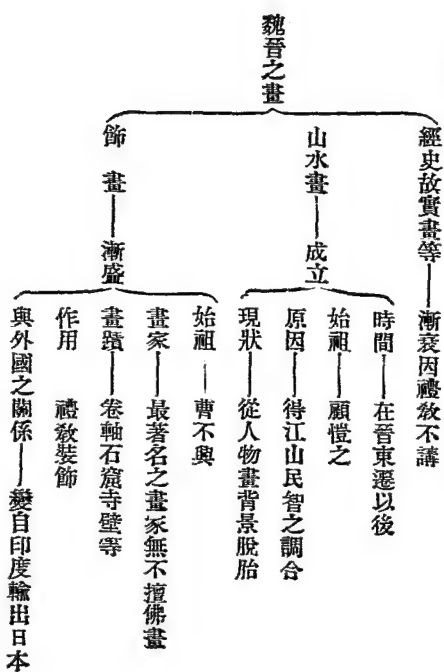 魏晉之畫
經史故實畫等——漸衰因禮敎不講
山水畫——成立
時間——在晉東遷以後
始祖——顧愷之
原因——得江山民智之調合
現狀——從人物畫背景脫胎
飾畫——漸盛
始祖——曹不興
畫家——最著名之畫家無不擅佛畫
畫蹟——卷軸石窟寺壁等
作用　禮敎裝飾
與外國之關係——變自印度輸出日本